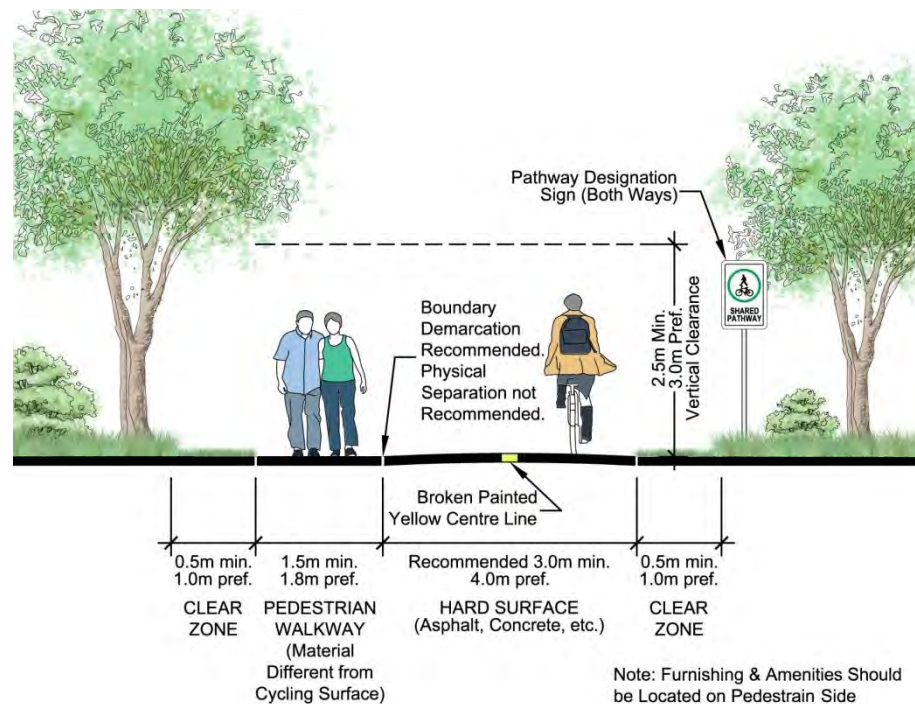 Pathway Designation
Sign (Both Ways)
SHARED
PATHWAY
Boundary
Demarcation
Recommended.
Physical
Separation not
Recommended.
2.5m Min.
3.0m Pref.
Vertical Clearance
Broken Painted
Yellow Centre Line
0.5m min.
1.0m pref.
CLEAR
ZONE
1.5m min.
1.8m pref.
PEDESTRIAN
WALKWAY
(Material
Different from
Cycling Surface)
Recommended 3.0m min.
4.0m pref.
HARD SURFACE
(Asphalt, Concrete, etc.)
0.5m min.
1.0m pref.
CLEAR
ZONE
Note: Furnishing & Amenities Should
be Located on Pedestrain Side